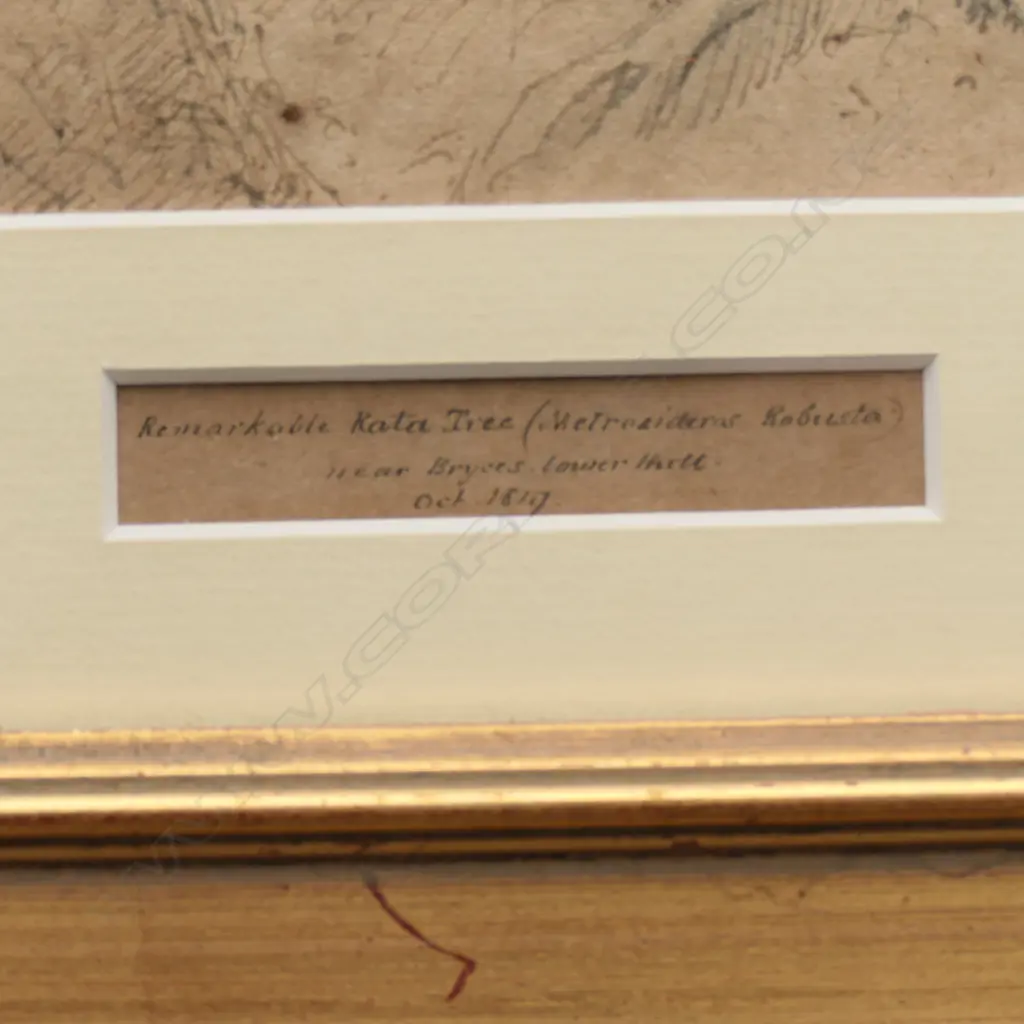 Remarkable Rata Tree (Metrosideros Robusta)
near Bryces. Lower Hutt.
Oct